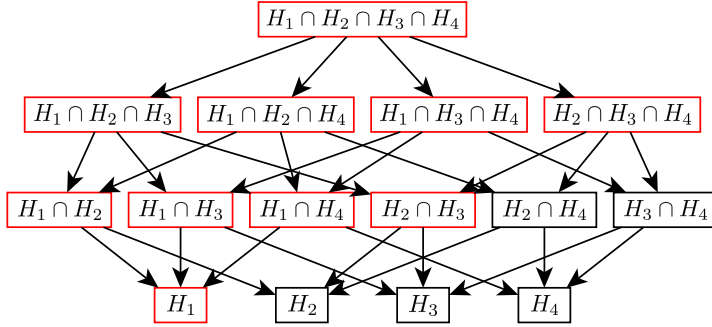 H₁ ∩ H₂ ∩ H₃ ∩ H₄
H₁ ∩ H₂ ∩ H₃ H₁ ∩ H₂ ∩ H₄ H₁ ∩ H₃ ∩ H₄ H₂ ∩ H₃ ∩ H₄
H₁ ∩ H₂ H₁ ∩ H₃ H₁ ∩ H₄ H₂ ∩ H₃ H₂ ∩ H₄ H₃ ∩ H₄
H₁ H₂ H₃ H₄